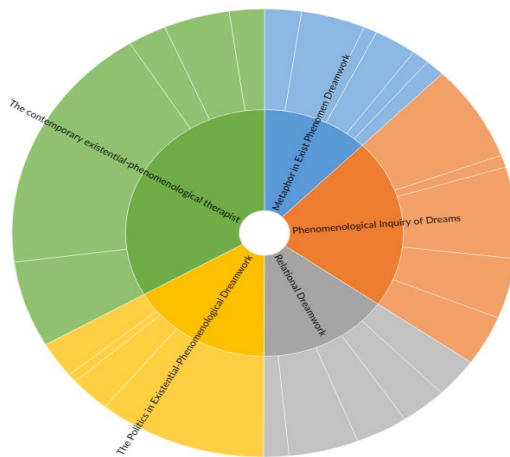 The contemporary existential-phenomenological therapist
Metaphor in Exist Phenomen Dreamwork
Phenomenological Inquiry of Dreams
Relational Dreamwork
The Politics in Existential-Phenomenological Dreamwork